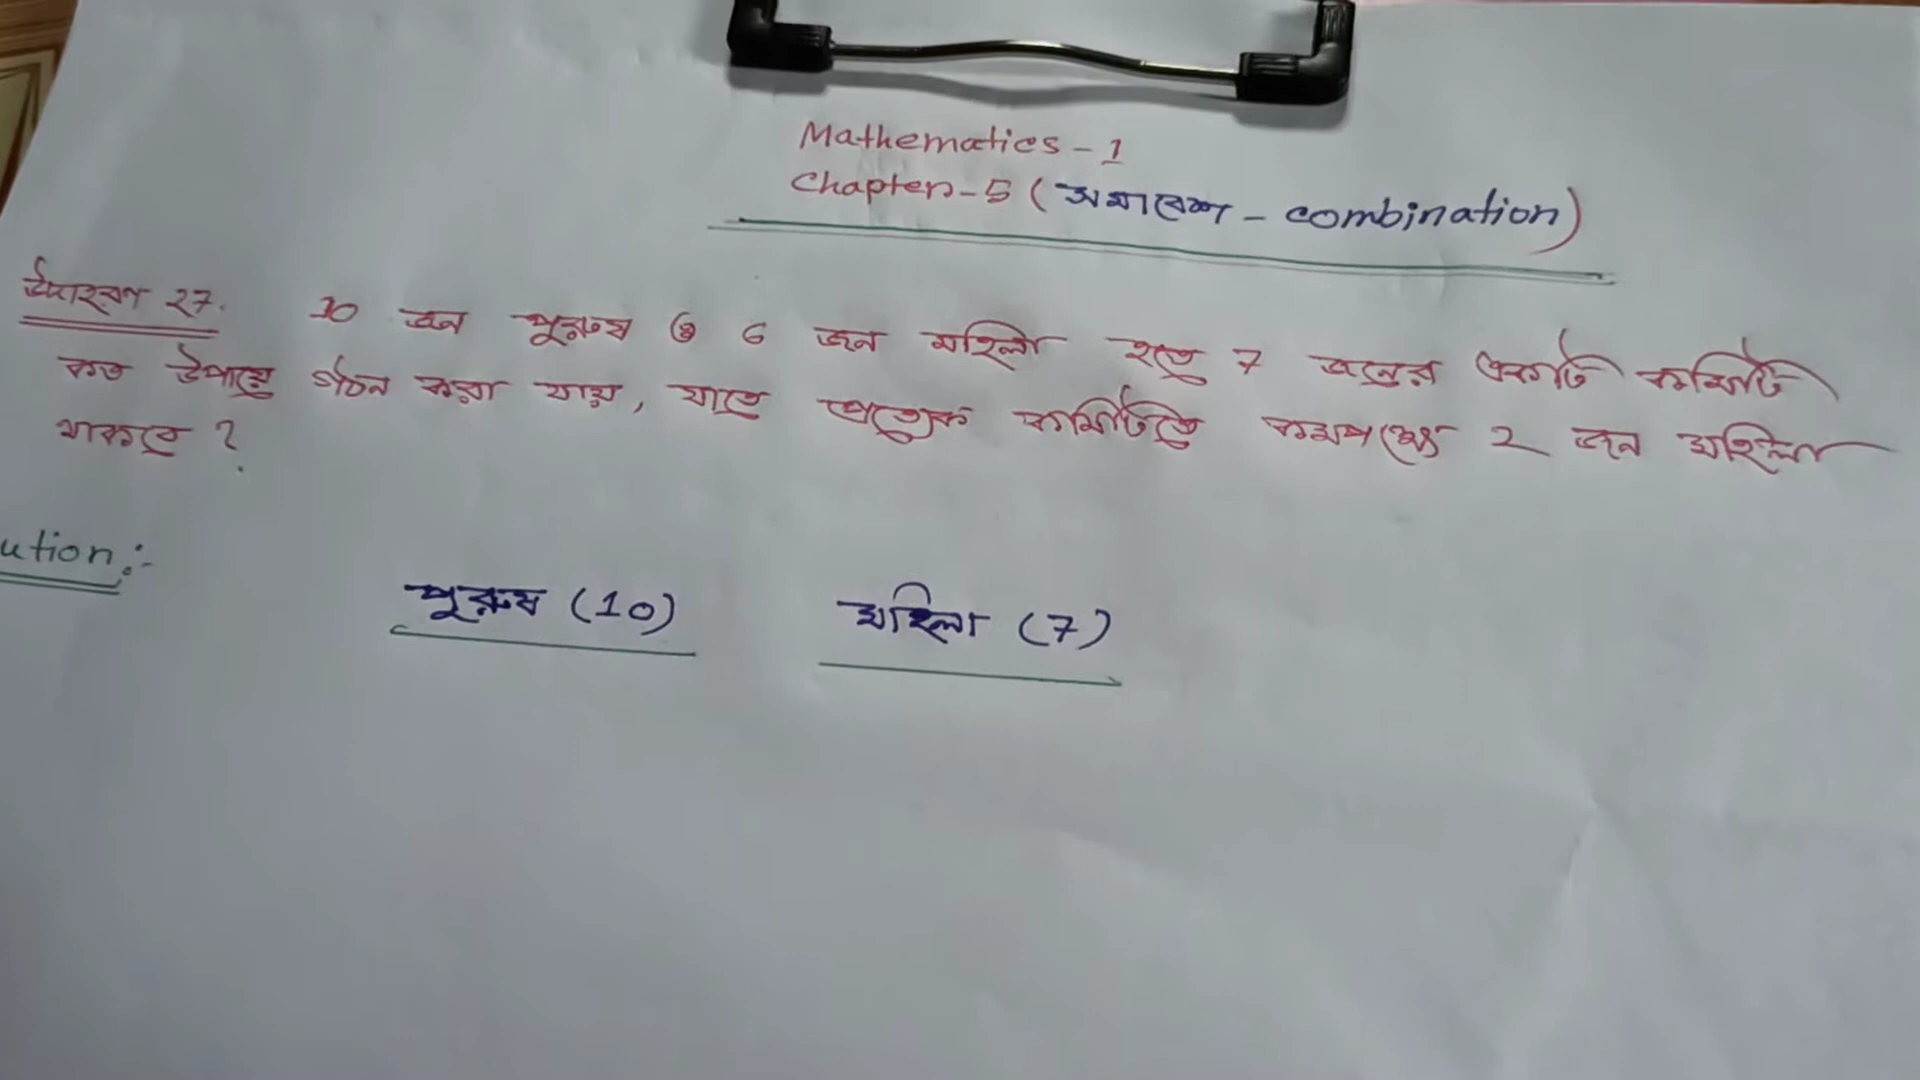 Mathematics - 1
Chapter - 5 (সমাবেশ - combination)
উদাহরণ ২7. 10 জন পুরুষ ও 6 জন মহিলা হতে 7 জনের একটি কমিটি
কত উপায়ে গঠন করা যায়, যাতে প্রত্যেক কমিটিতে কমপক্ষে 2 জন মহিলা
থাকবে ?
ution :-
পুরুষ (10) মহিলা (7)